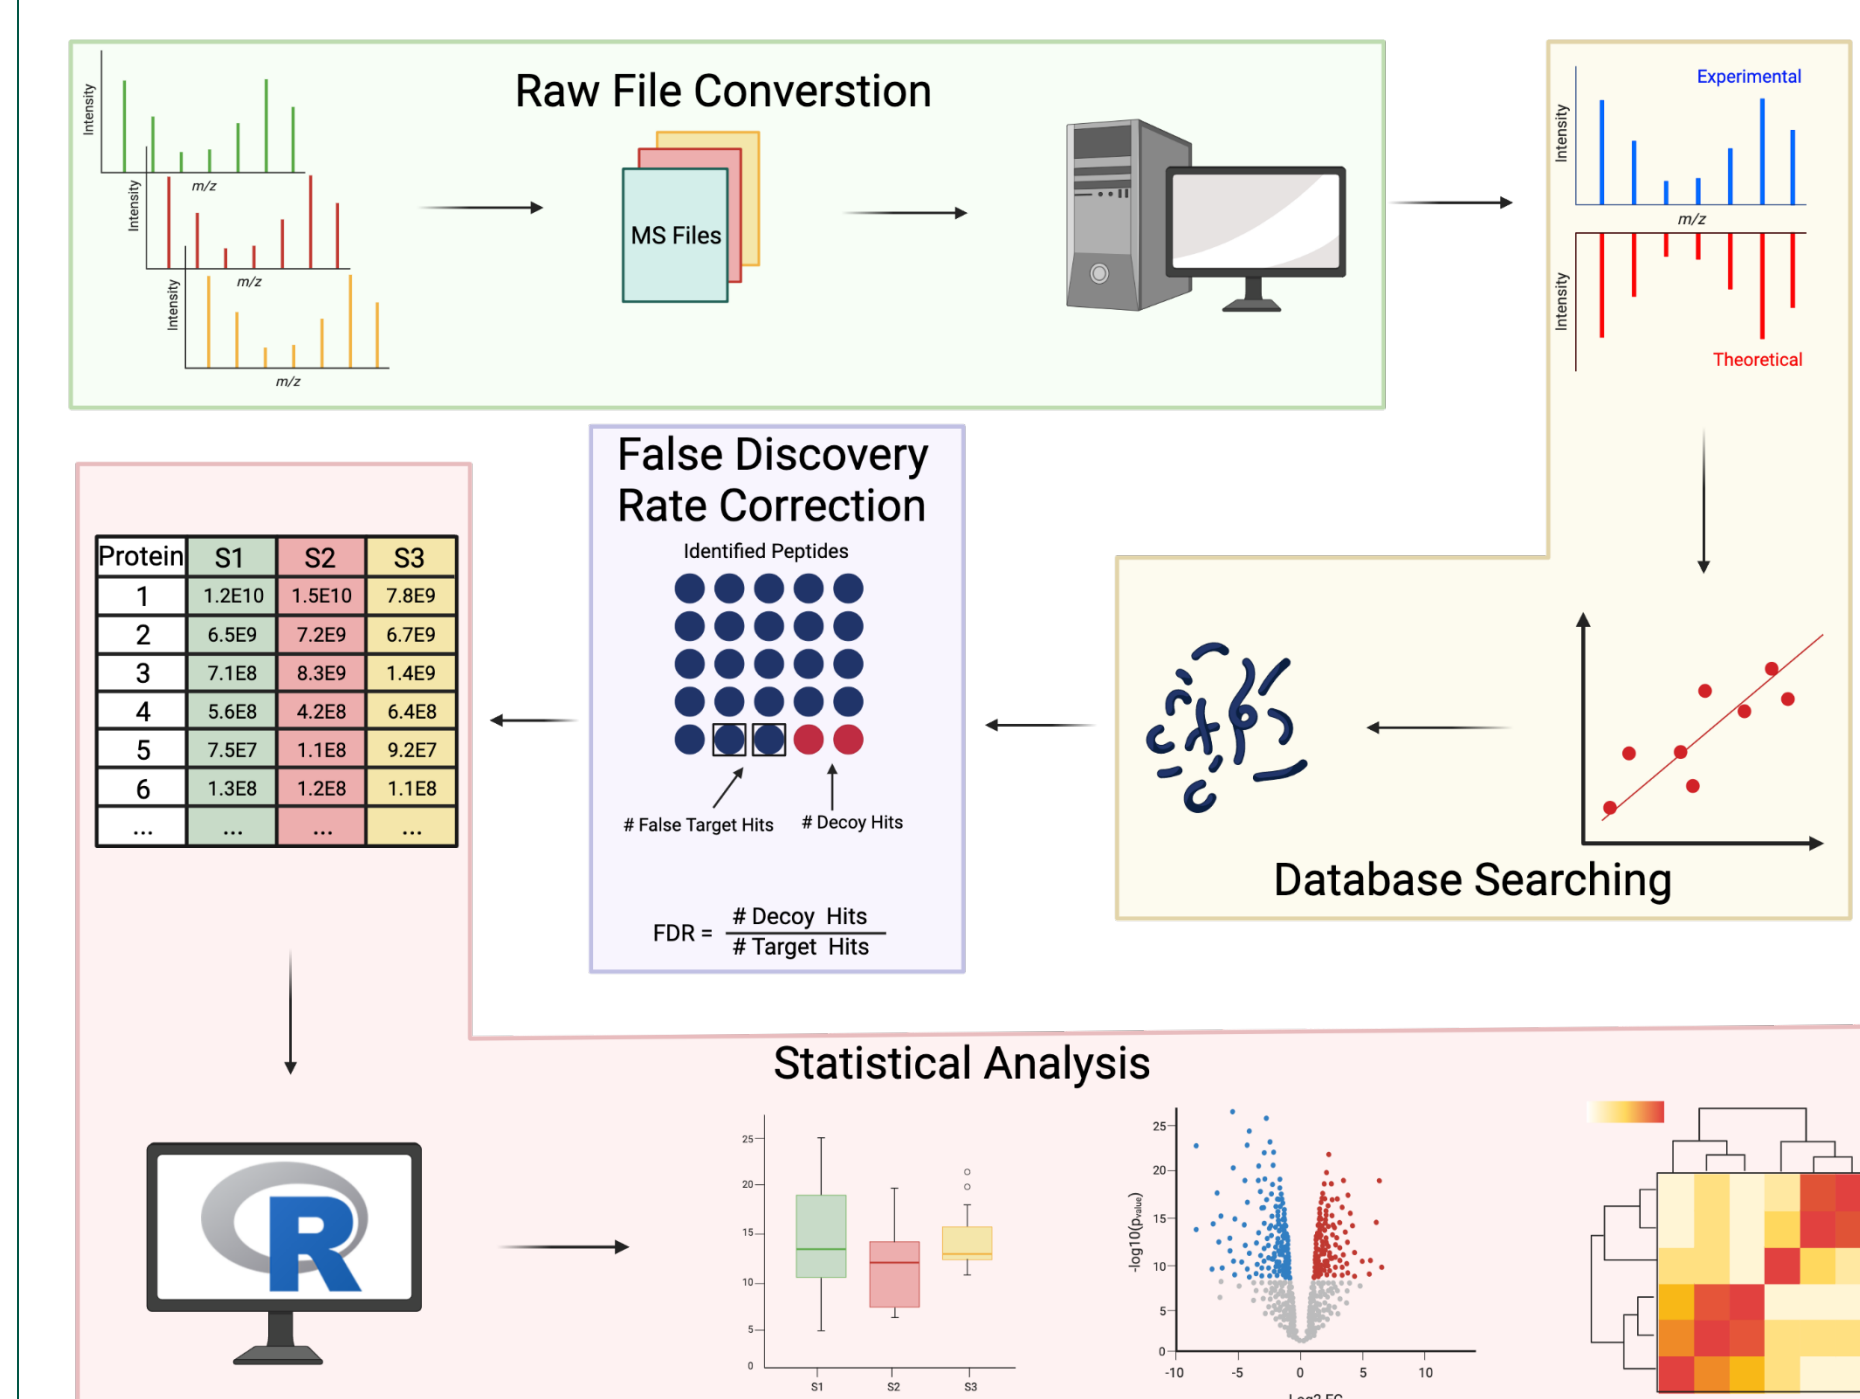 Raw File Converstion
Intensity
m/z
Intensity
m/z
Intensity
m/z
MS Files
Experimental
Intensity
m/z
Intensity
Theoretical
Database Searching
False Discovery
Rate Correction
Identified Peptides
# False Target Hits
# Decoy Hits
FDR = # Decoy Hits
# Target Hits
Protein S1 S2 S3
1 1.2E10 1.5E10 7.8E9
2 6.5E9 7.2E9 6.7E9
3 7.1E8 8.3E9 1.4E9
4 5.6E8 4.2E8 6.4E8
5 7.5E7 1.1E8 9.2E7
6 1.3E8 1.2E8 1.1E8
... ... ... ...
Statistical Analysis
R
25
20
15
10
5
0
S1 S2 S3
-log10(pvalue)
25
20
15
10
5
0
-10 -5 0 5 10
Log2 FC